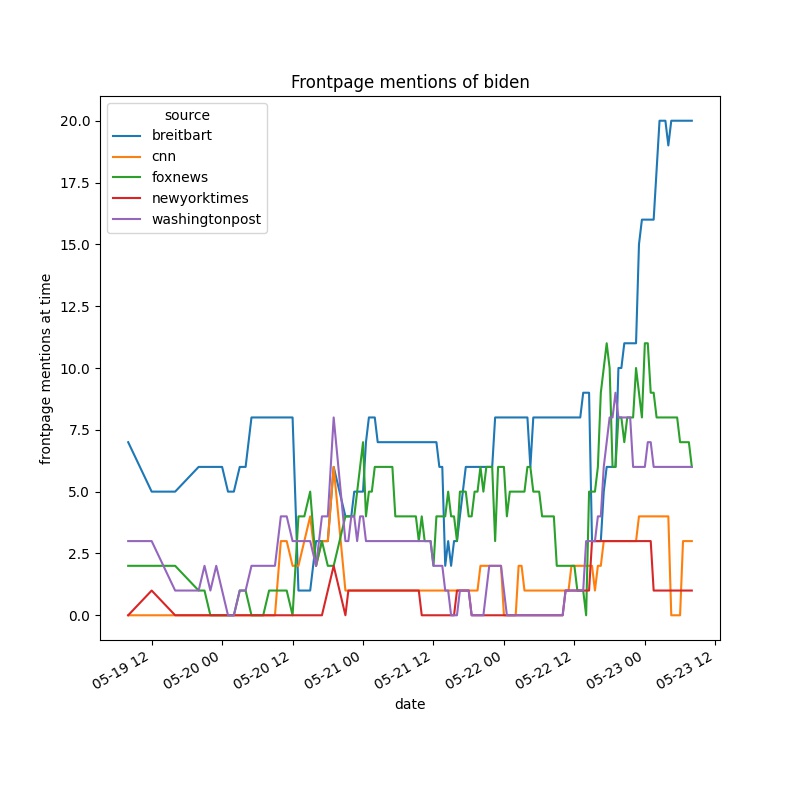 Frontpage mentions of biden
source
breitbart
cnn
foxnews
newyorktimes
washingtonpost
frontpage mentions at time
20.0
17.5
15.0
12.5
10.0
7.5
5.0
2.5
0.0
05-19 12
05-20 00
05-20 12
05-21 00
05-21 12
05-22 00
05-22 12
05-23 00
05-23 12
date